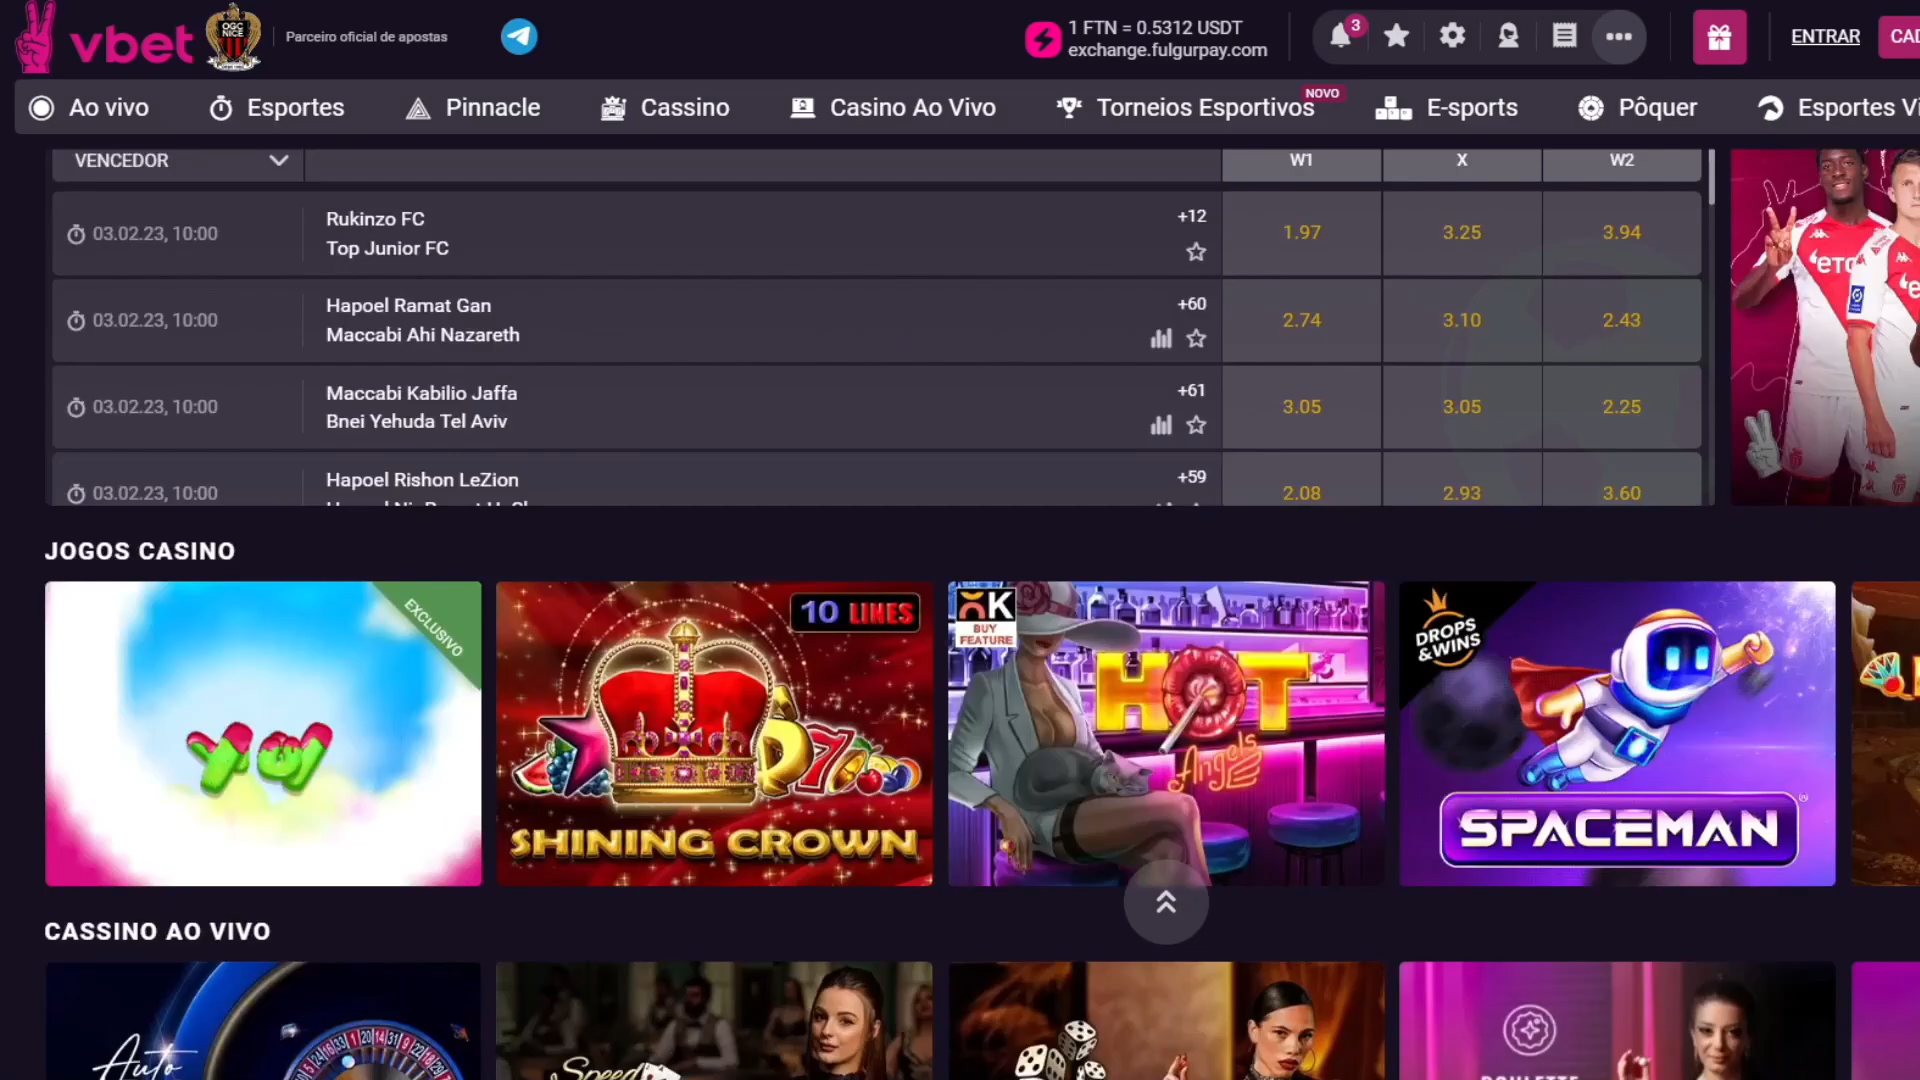 vbet
OGC
NICE
Parceiro oficial de apostas
1 FTN = 0.5312 USDT
exchange.fulgurpay.com
3
ENTRAR
Ao vivo
Esportes
Pinnacle
Cassino
Casino Ao Vivo
Torneios Esportivos
NOVO
E-sports
Pôquer
Esportes
VENCEDOR
W1
X
W2
03.02.23, 10:00
Rukinzo FC
Top Junior FC
+12
1.97
3.25
3.94
03.02.23, 10:00
Hapoel Ramat Gan
Maccabi Ahi Nazareth
+60
2.74
3.10
2.43
03.02.23, 10:00
Maccabi Kabilio Jaffa
Bnei Yehuda Tel Aviv
+61
3.05
3.05
2.25
03.02.23, 10:00
Hapoel Rishon LeZion
+59
2.08
2.93
3.60
JOGOS CASINO
EXCLUSIVO
10 LINES
SHINING CROWN
BUY
FEATURE
HOT
Angels
DROPS
& WINS
SPACEMAN
CASSINO AO VIVO
Auto
Speed